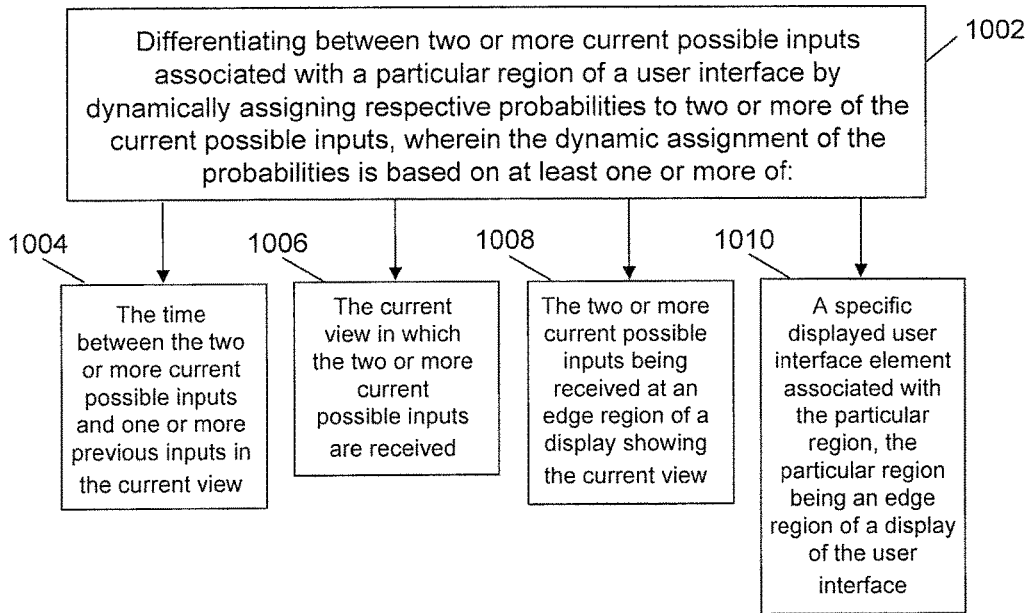 Differentiating between two or more current possible inputs
associated with a particular region of a user interface by
dynamically assigning respective probabilities to two or more of the
current possible inputs, wherein the dynamic assignment of the
probabilities is based on at least one or more of:
1002
1004
The time
between the two
or more current
possible inputs
and one or more
previous inputs in
the current view
1006
The current
view in which
the two or more
current
possible inputs
are received
1008
The two or more
current possible
inputs being
received at an
edge region of a
display showing
the current view
1010
A specific
displayed user
interface element
associated with
the particular
region, the
particular region
being an edge
region of a display
of the user
interface